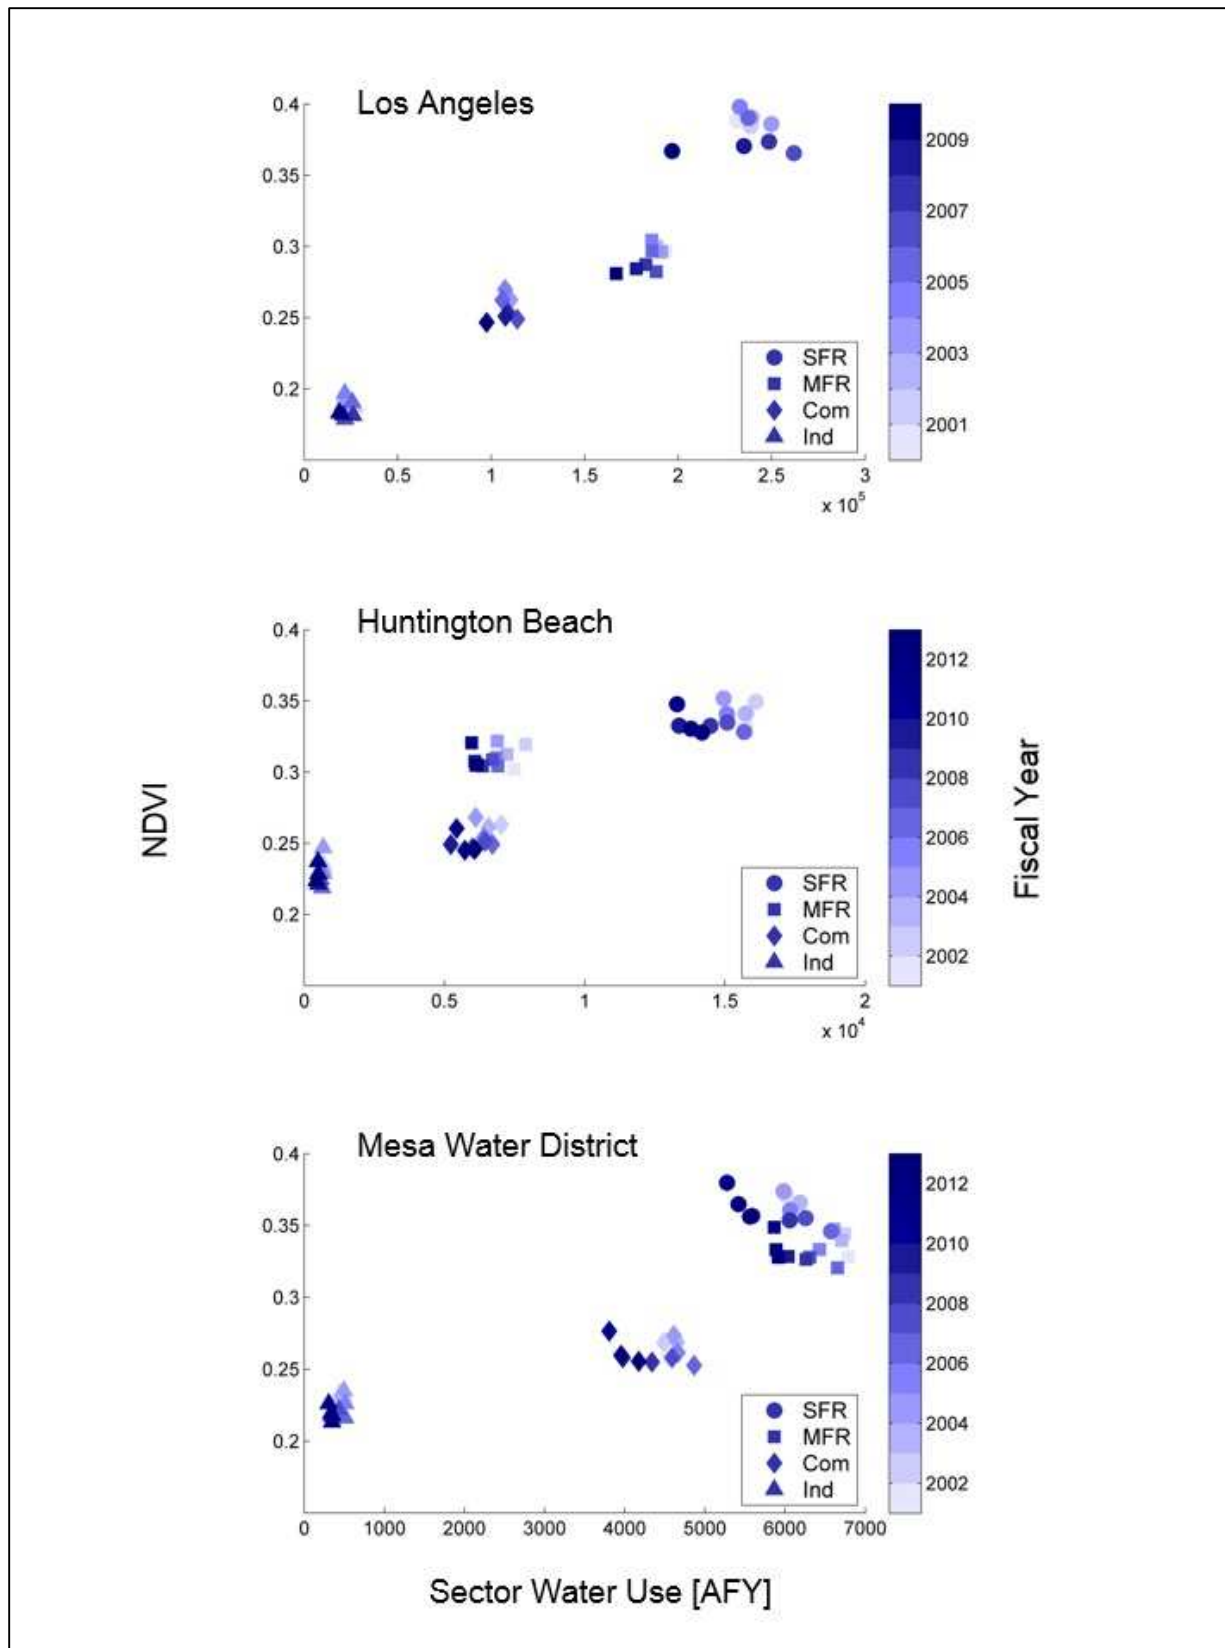 Los Angeles
0.4
0.35
0.3
0.25
0.2
0 0.5 1 1.5 2 2.5 3
x 10^5
SFR
MFR
Com
Ind
2009
2007
2005
2003
2001
Huntington Beach
0.4
0.35
0.3
0.25
0.2
0 0.5 1 1.5 2
x 10^4
SFR
MFR
Com
Ind
2012
2010
2008
2006
2004
2002
NDVI
Fiscal Year
Mesa Water District
0.4
0.35
0.3
0.25
0.2
0 1000 2000 3000 4000 5000 6000 7000
SFR
MFR
Com
Ind
2012
2010
2008
2006
2004
2002
Sector Water Use [AFY]